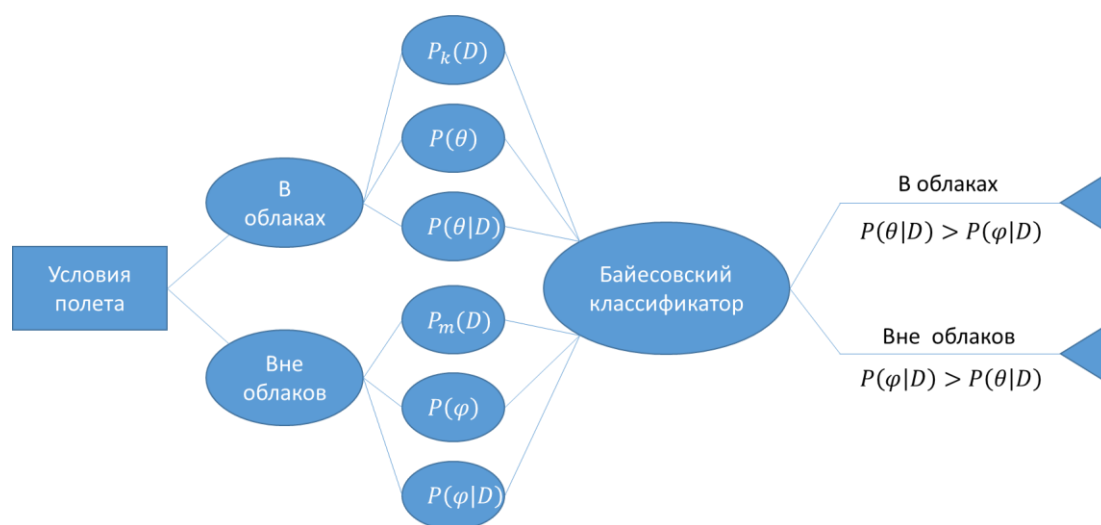 Условия
полета
В
облаках
Вне
облаков
P_k(D)
P(θ)
P(θ|D)
P_m(D)
P(φ)
P(φ|D)
Байесовский
классификатор
В облаках
P(θ|D) > P(φ|D)
Вне облаков
P(φ|D) > P(θ|D)